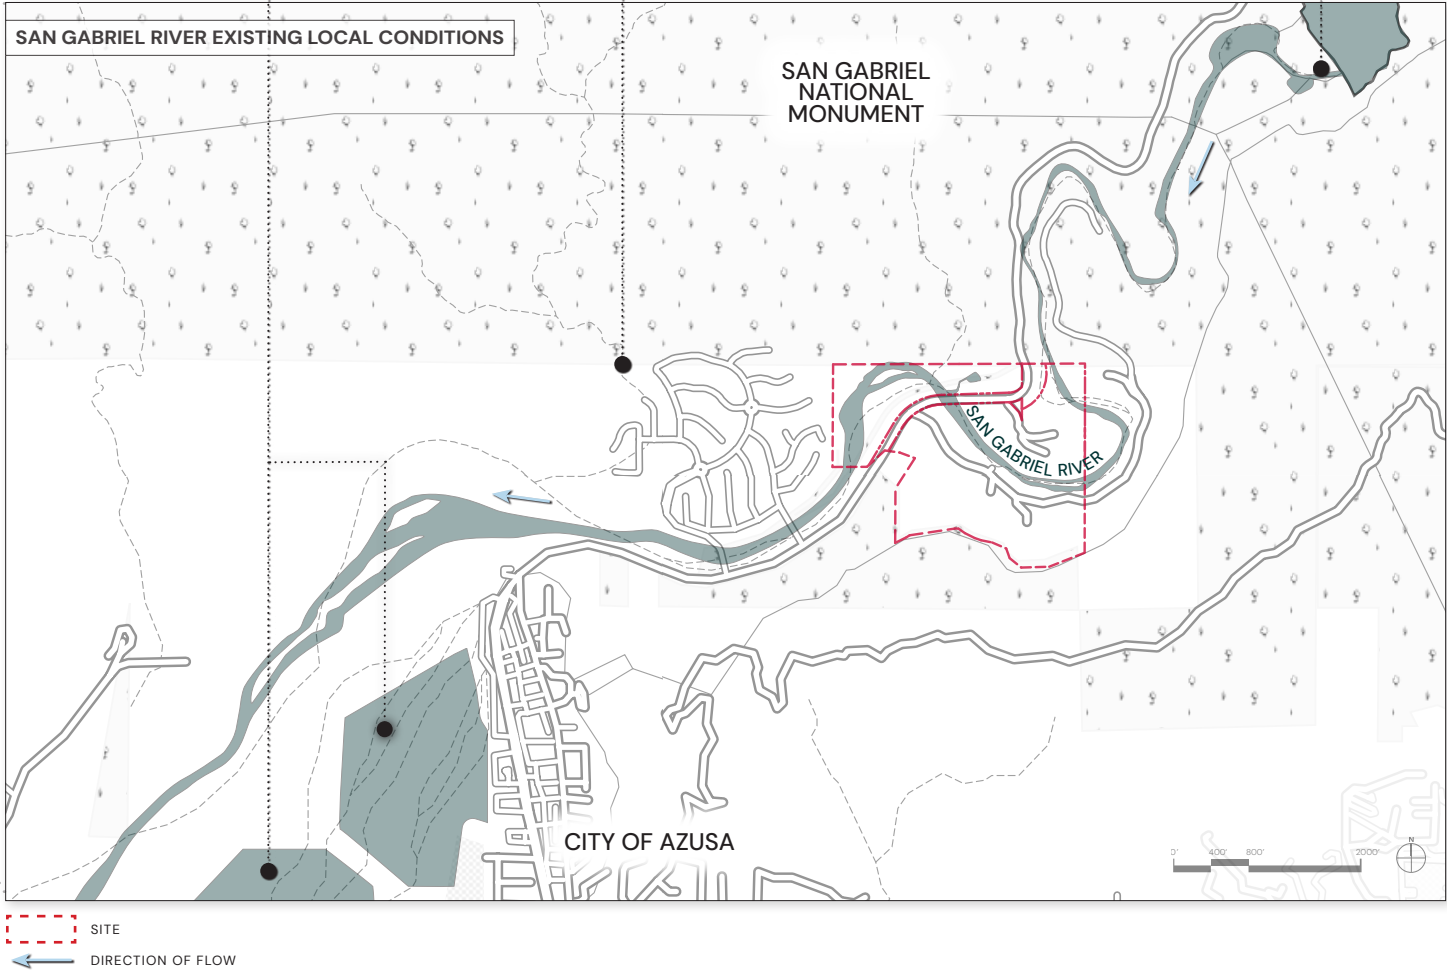 SAN GABRIEL RIVER EXISTING LOCAL CONDITIONS
SAN GABRIEL
NATIONAL
MONUMENT
SAN GABRIEL RIVER
CITY OF AZUSA
0' 400' 800' 2000'
N
SITE
DIRECTION OF FLOW